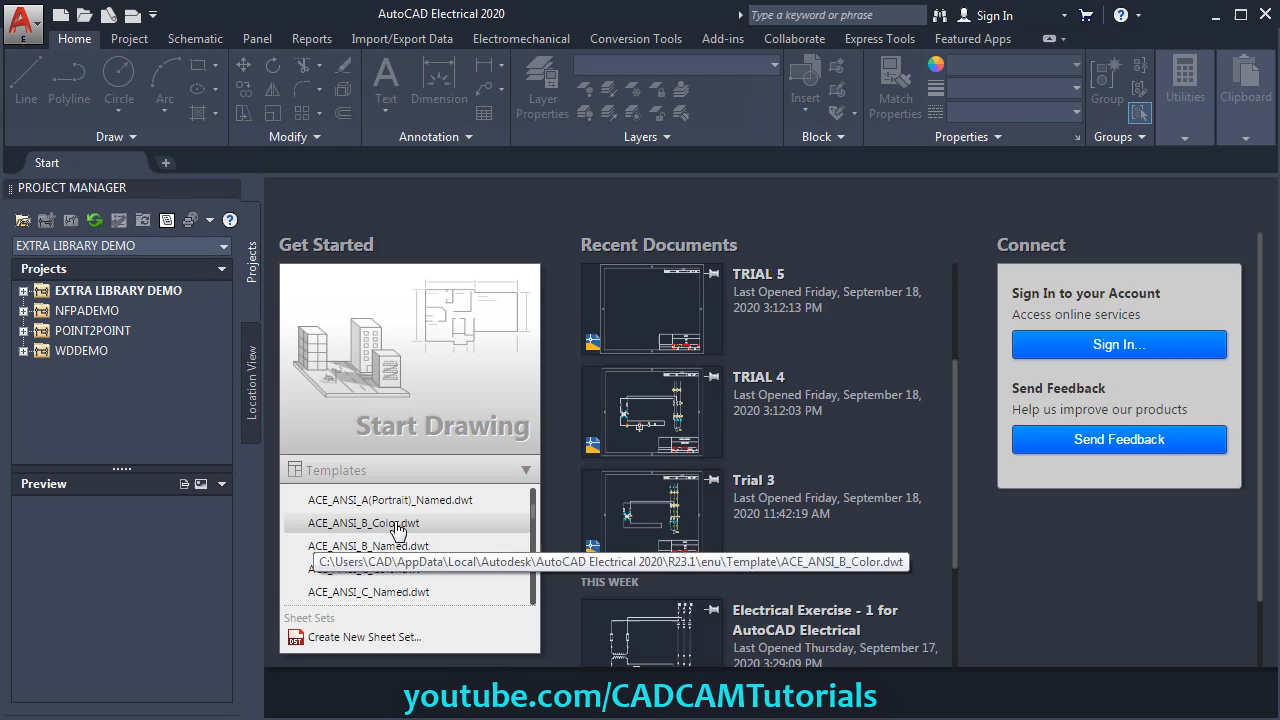 AutoCAD Electrical 2020
Type a keyword or phrase
Sign In
E
Home
Project
Schematic
Panel
Reports
Import/Export Data
Electromechanical
Conversion Tools
Add-ins
Collaborate
Express Tools
Featured Apps
Line
Polyline
Circle
Arc
Text
Dimension
Layer
Properties
Insert
Match
Properties
Group
Utilities
Clipboard
Draw
Modify
Annotation
Layers
Block
Properties
Groups
Start
PROJECT MANAGER
EXTRA LIBRARY DEMO
Projects
EXTRA LIBRARY DEMO
NFPADEMO
POINT2POINT
WDDEMO
Preview
Projects
Location View
Get Started
Start Drawing
Templates
ACE_ANSI_A(Portrait)_Named.dwt
ACE_ANSI_B_Color.dwt
ACE_ANSI_B_Named.dwt
C:\Users\CAD\AppData\Local\Autodesk\AutoCAD Electrical 2020\R23.1\enu\Template\ACE_ANSI_B_Color.dwt
ACE_ANSI_C_Named.dwt
Sheet Sets
DST
Create New Sheet Set...
Recent Documents
TRIAL 5
Last Opened Friday, September 18,
2020 3:12:13 PM
TRIAL 4
Last Opened Friday, September 18,
2020 3:12:03 PM
Trial 3
Last Opened Friday, September 18,
2020 11:42:19 AM
THIS WEEK
Electrical Exercise - 1 for
AutoCAD Electrical
Last Opened Thursday, September 17,
2020 3:29:09 PM
Connect
Sign In to your Account
Access online services
Sign In...
Send Feedback
Help us improve our products
Send Feedback
youtube.com/CADCAMTutorials